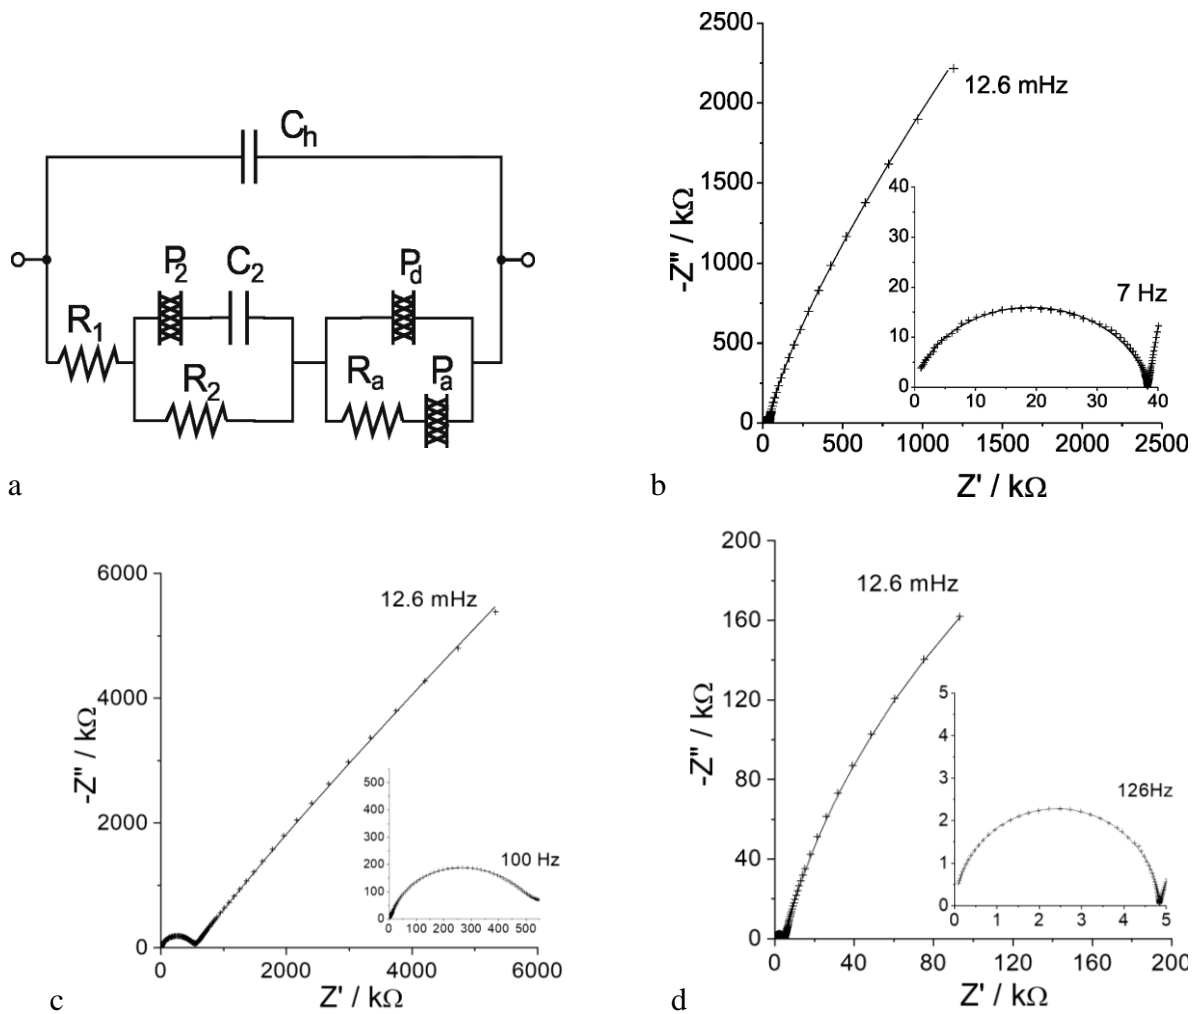 C_h
P_2
C_2
P_d
R_1
R_2
R_a
P_a
a
2500
2000
1500
1000
500
0
-Z" / kΩ
12.6 mHz
40
30
20
10
0
7 Hz
0 10 20 30 40
0 500 1000 1500 2000 2500
Z' / kΩ
b
6000
4000
2000
0
-Z" / kΩ
12.6 mHz
500
400
300
200
100
0
100 Hz
0 100 200 300 400 500
0 2000 4000 6000
Z' / kΩ
c
200
160
120
80
40
0
-Z" / kΩ
12.6 mHz
5
4
3
2
1
0
126Hz
0 1 2 3 4 5
0 40 80 120 160 200
Z' / kΩ
d